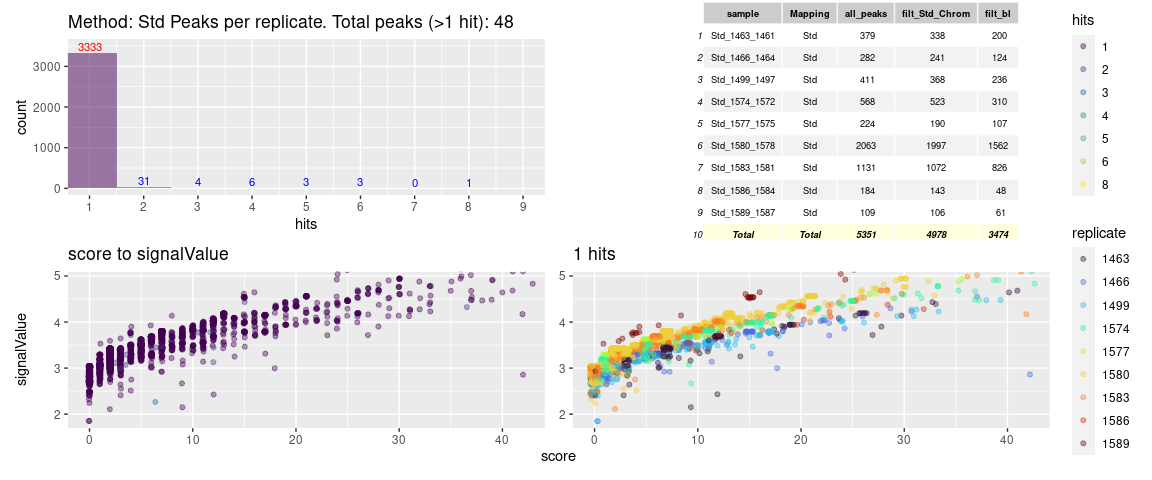 Method: Std Peaks per replicate. Total peaks (>1 hit): 48
3333
31 4 6 3 3 0 1
3000
2000
1000
0
count
1 2 3 4 5 6 7 8 9
hits
sample Mapping all_peaks filt_Std_Chrom filt_bl
1 Std_1463_1461 Std 379 338 200
2 Std_1466_1464 Std 282 241 124
3 Std_1499_1497 Std 411 368 236
4 Std_1574_1572 Std 568 523 310
5 Std_1577_1575 Std 224 190 107
6 Std_1580_1578 Std 2063 1997 1562
7 Std_1583_1581 Std 1131 1072 826
8 Std_1586_1584 Std 184 143 48
9 Std_1589_1587 Std 109 106 61
10 Total Total 5351 4978 3474
hits
1
2
3
4
5
6
8
score to signalValue
5
4
3
2
signalValue
0 10 20 30 40
1 hits
5
4
3
2
0 10 20 30 40
score
replicate
1463
1466
1499
1574
1577
1580
1583
1586
1589